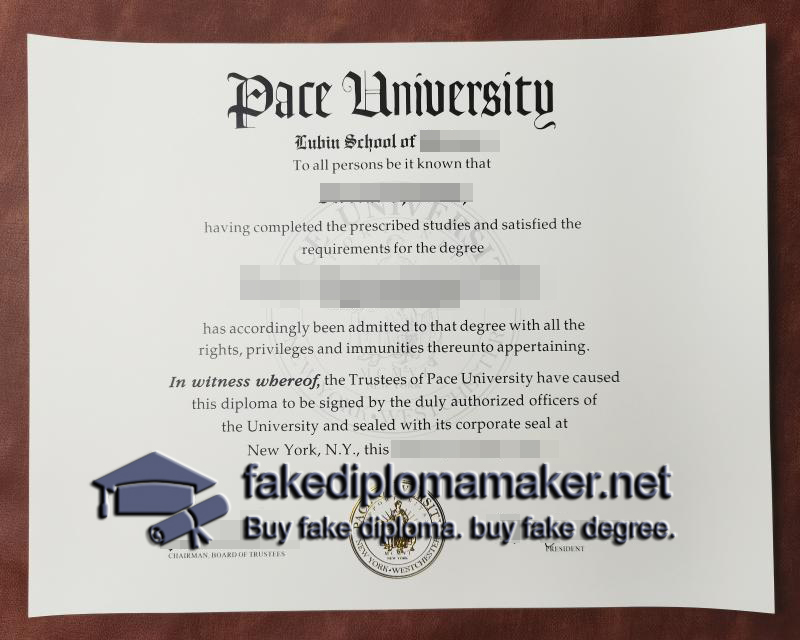 Pace University
Lubin School of
To all persons be it known that
having completed the prescribed studies and satisfied the
requirements for the degree
has accordingly been admitted to that degree with all the
rights, privileges and immunities thereunto appertaining.
In witness whereof, the Trustees of Pace University have caused
this diploma to be signed by the duly authorized officers of
the University and sealed with its corporate seal at
New York, N.Y., this
fakediplomamaker.net
Buy fake diploma. buy fake degree.
CHAIRMAN, BOARD OF TRUSTEES
NEW YORK • WESTCHESTER
PRESIDENT